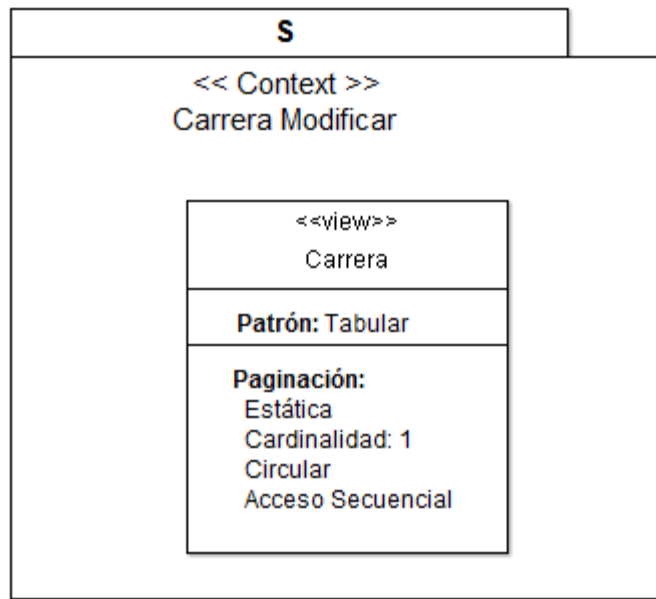 S
<< Context >>
Carrera Modificar
<<view>>
Carrera
Patrón: Tabular
Paginación:
Estática
Cardinalidad: 1
Circular
Acceso Secuencial